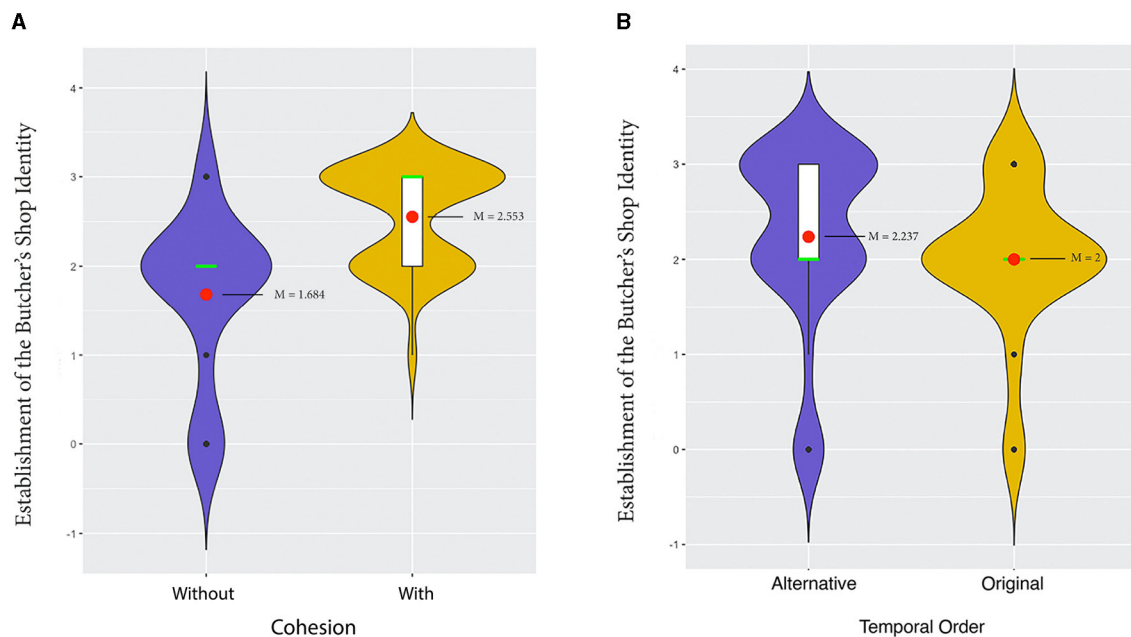 A
Establishment of the Butcher's Shop Identity
4
3
2
1
0
-1
M = 1.684
M = 2.553
Without
With
Cohesion
B
Establishment of the Butcher's Shop Identity
4
3
2
1
0
-1
M = 2.237
M = 2
Alternative
Original
Temporal Order